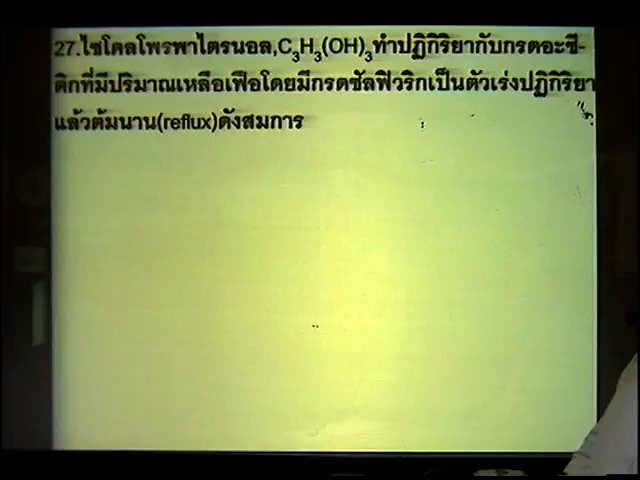 27.ไซโคลโพรพาไตรนอล,C₃H₃(OH)₃ทำปฏิกิริยากับกรดอะซี-
ติกที่มีปริมาณเหลือเฟือโดยมีกรดซัลฟิวริกเป็นตัวเร่งปฏิกิริยา
แล้วต้มนาน(reflux)ดังสมการ